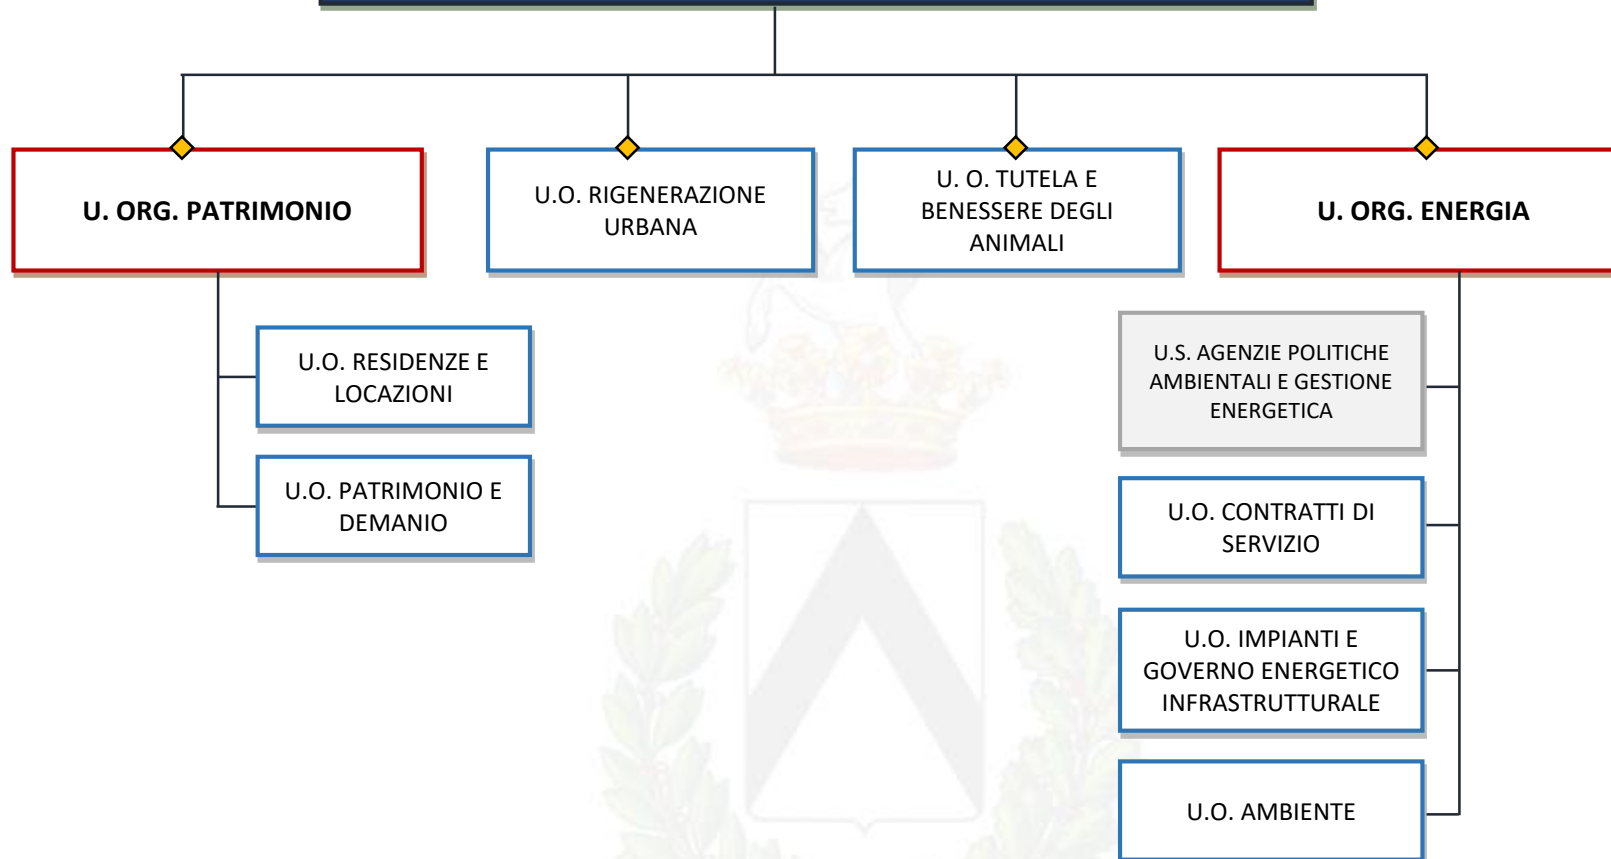 U. ORG. PATRIMONIO
U.O. RIGENERAZIONE
URBANA
U. O. TUTELA E
BENESSERE DEGLI
ANIMALI
U. ORG. ENERGIA
U.O. RESIDENZE E
LOCAZIONI
U.O. PATRIMONIO E
DEMANIO
U.S. AGENZIE POLITICHE
AMBIENTALI E GESTIONE
ENERGETICA
U.O. CONTRATTI DI
SERVIZIO
U.O. IMPIANTI E
GOVERNO ENERGETICO
INFRASTRUTTURALE
U.O. AMBIENTE